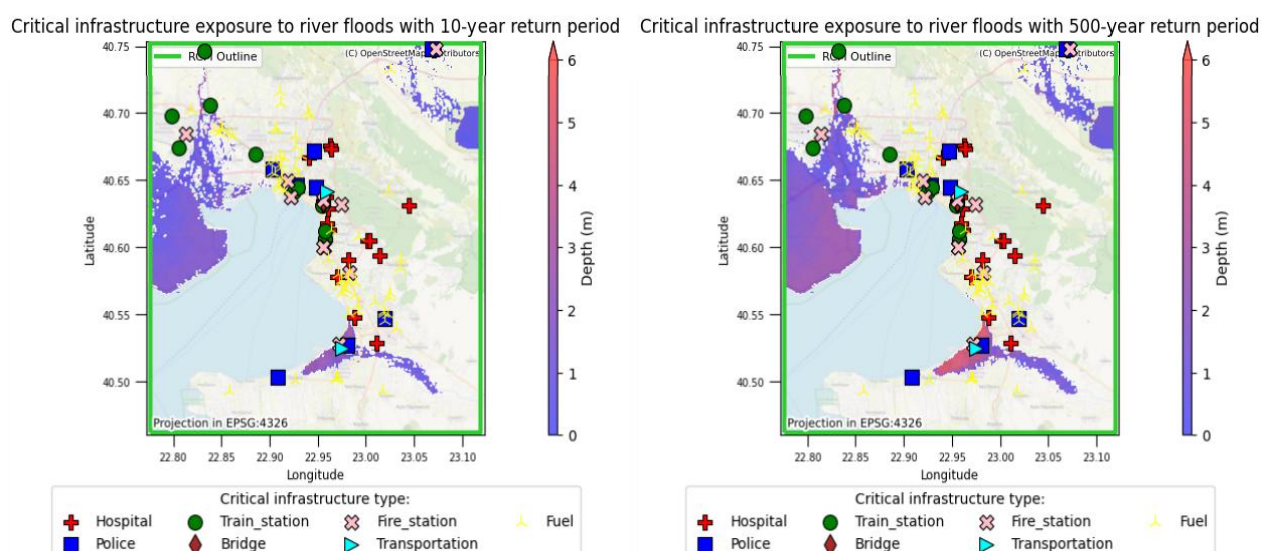 Critical infrastructure exposure to river floods with 10-year return period
40.75
40.70
40.65
40.60
40.55
40.50
Latitude
RCM Outline
(C) OpenStreetMap contributors
Projection in EPSG:4326
22.80 22.85 22.90 22.95 23.00 23.05 23.10
Longitude
6
5
4
3
2
1
0
Depth (m)
Critical infrastructure type:
Hospital Train_station Fire_station Fuel
Police Bridge Transportation
Critical infrastructure exposure to river floods with 500-year return period
40.75
40.70
40.65
40.60
40.55
40.50
Latitude
RCM Outline
(C) OpenStreetMap contributors
Projection in EPSG:4326
22.80 22.85 22.90 22.95 23.00 23.05 23.10
Longitude
6
5
4
3
2
1
0
Depth (m)
Critical infrastructure type:
Hospital Train_station Fire_station Fuel
Police Bridge Transportation